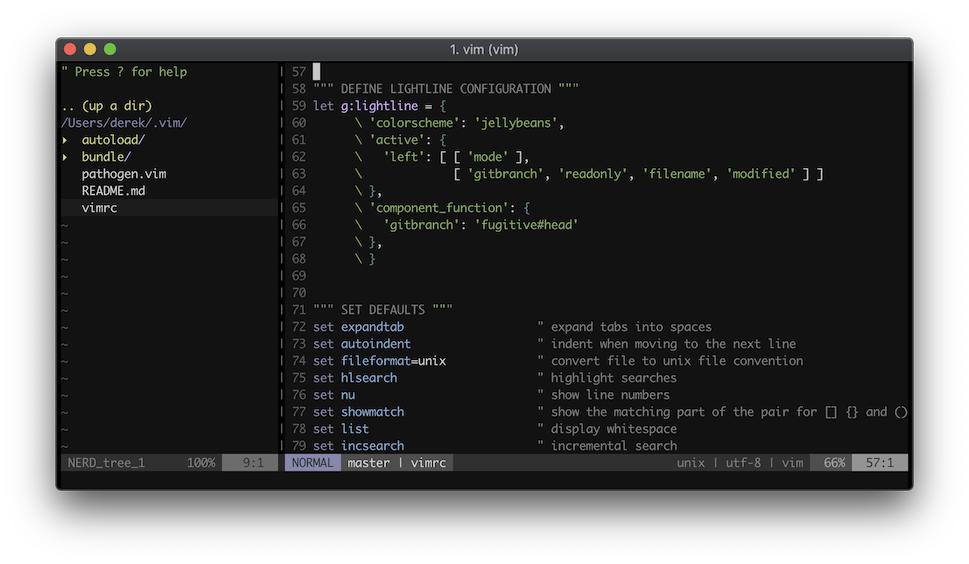 1. vim (vim)
" Press ? for help
.. (up a dir)
/Users/derek/.vim/
▸ autoload/
▸ bundle/
pathogen.vim
README.md
vimrc
~
~
~
~
~
~
~
~
~
~
~
~
~
~
NERD_tree_1 100% 9:1
57
58 """ DEFINE LIGHTLINE CONFIGURATION """
59 let g:lightline = {
60 \ 'colorscheme': 'jellybeans',
61 \ 'active': {
62 \ 'left': [ [ 'mode' ],
63 \ [ 'gitbranch', 'readonly', 'filename', 'modified' ] ]
64 \ },
65 \ 'component_function': {
66 \ 'gitbranch': 'fugitive#head'
67 \ },
68 \ }
69
70
71 """ SET DEFAULTS """
72 set expandtab " expand tabs into spaces
73 set autoindent " indent when moving to the next line
74 set fileformat=unix " convert file to unix file convention
75 set hlsearch " highlight searches
76 set nu " show line numbers
77 set showmatch " show the matching part of the pair for [] {} and ()
78 set list " display whitespace
79 set incsearch " incremental search
NORMAL master | vimrc unix | utf-8 | vim 66% 57:1